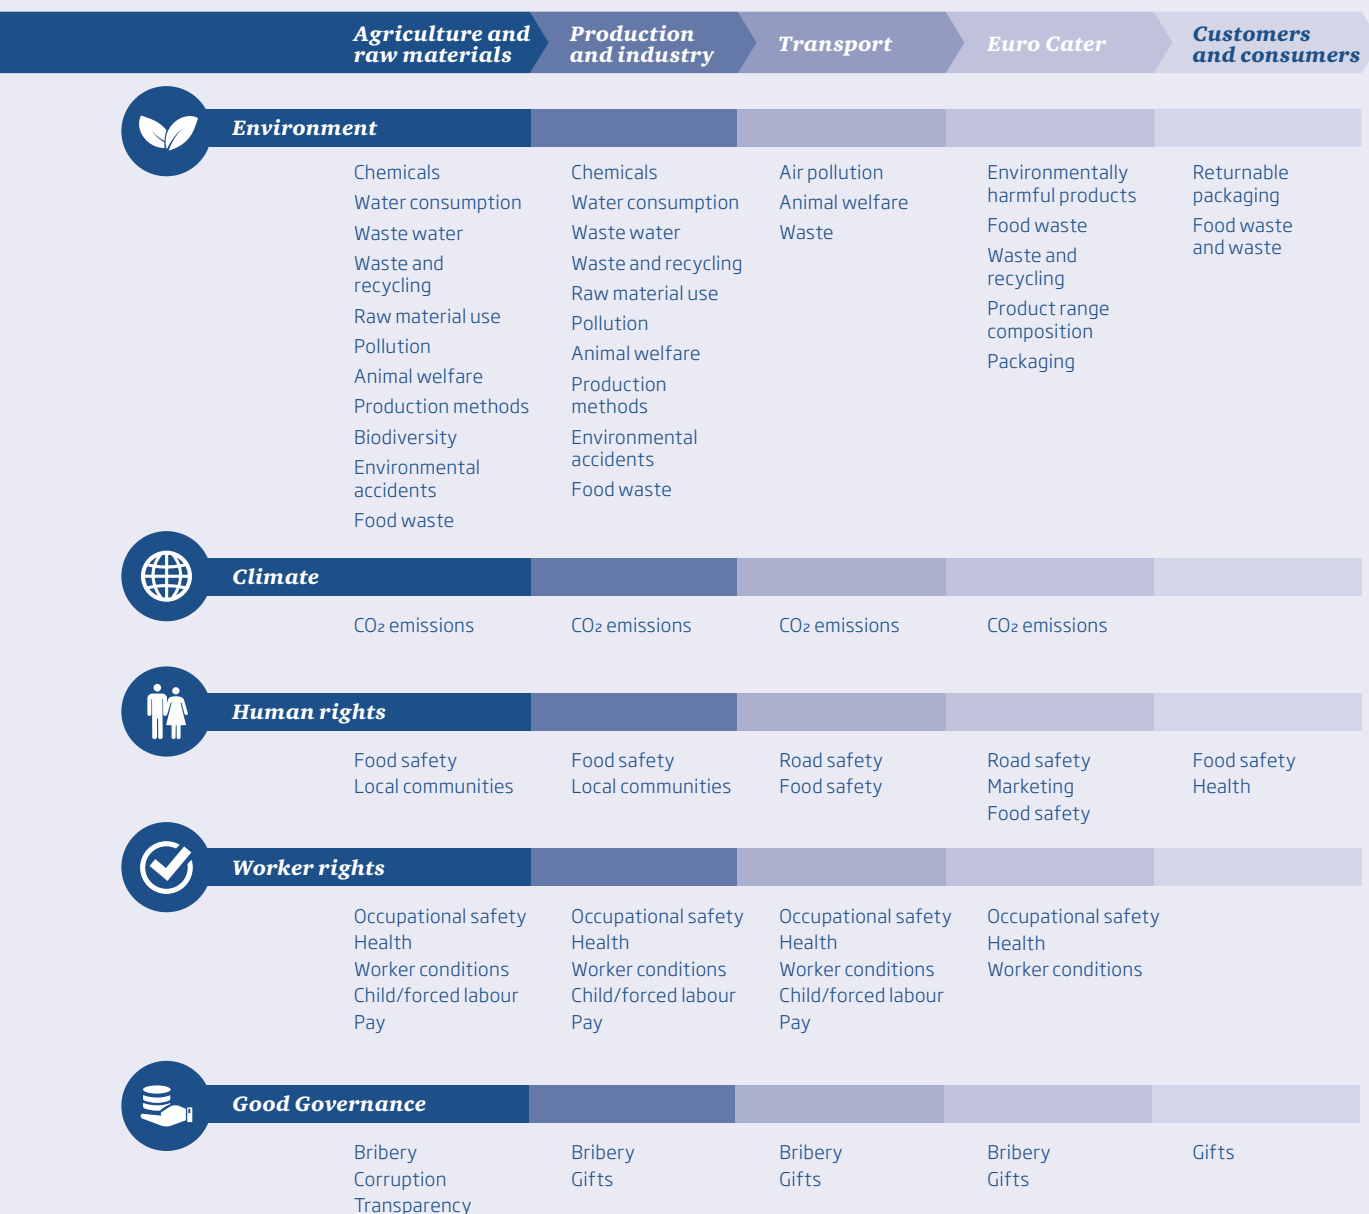 Agriculture and
raw materials
Production
and industry
Transport
Euro Cater
Customers
and consumers
Environment
Chemicals
Water consumption
Waste water
Waste and
recycling
Raw material use
Pollution
Animal welfare
Production methods
Biodiversity
Environmental
accidents
Food waste
Chemicals
Water consumption
Waste water
Waste and recycling
Raw material use
Pollution
Animal welfare
Production
methods
Environmental
accidents
Food waste
Air pollution
Animal welfare
Waste
Environmentally
harmful products
Food waste
Waste and
recycling
Product range
composition
Packaging
Returnable
packaging
Food waste
and waste
Climate
CO₂ emissions
CO₂ emissions
CO₂ emissions
CO₂ emissions
Human rights
Food safety
Local communities
Food safety
Local communities
Road safety
Food safety
Road safety
Marketing
Food safety
Food safety
Health
Worker rights
Occupational safety
Health
Worker conditions
Child/forced labour
Pay
Occupational safety
Health
Worker conditions
Child/forced labour
Pay
Occupational safety
Health
Worker conditions
Child/forced labour
Pay
Occupational safety
Health
Worker conditions
Good Governance
Bribery
Corruption
Transparency
Bribery
Gifts
Bribery
Gifts
Bribery
Gifts
Gifts